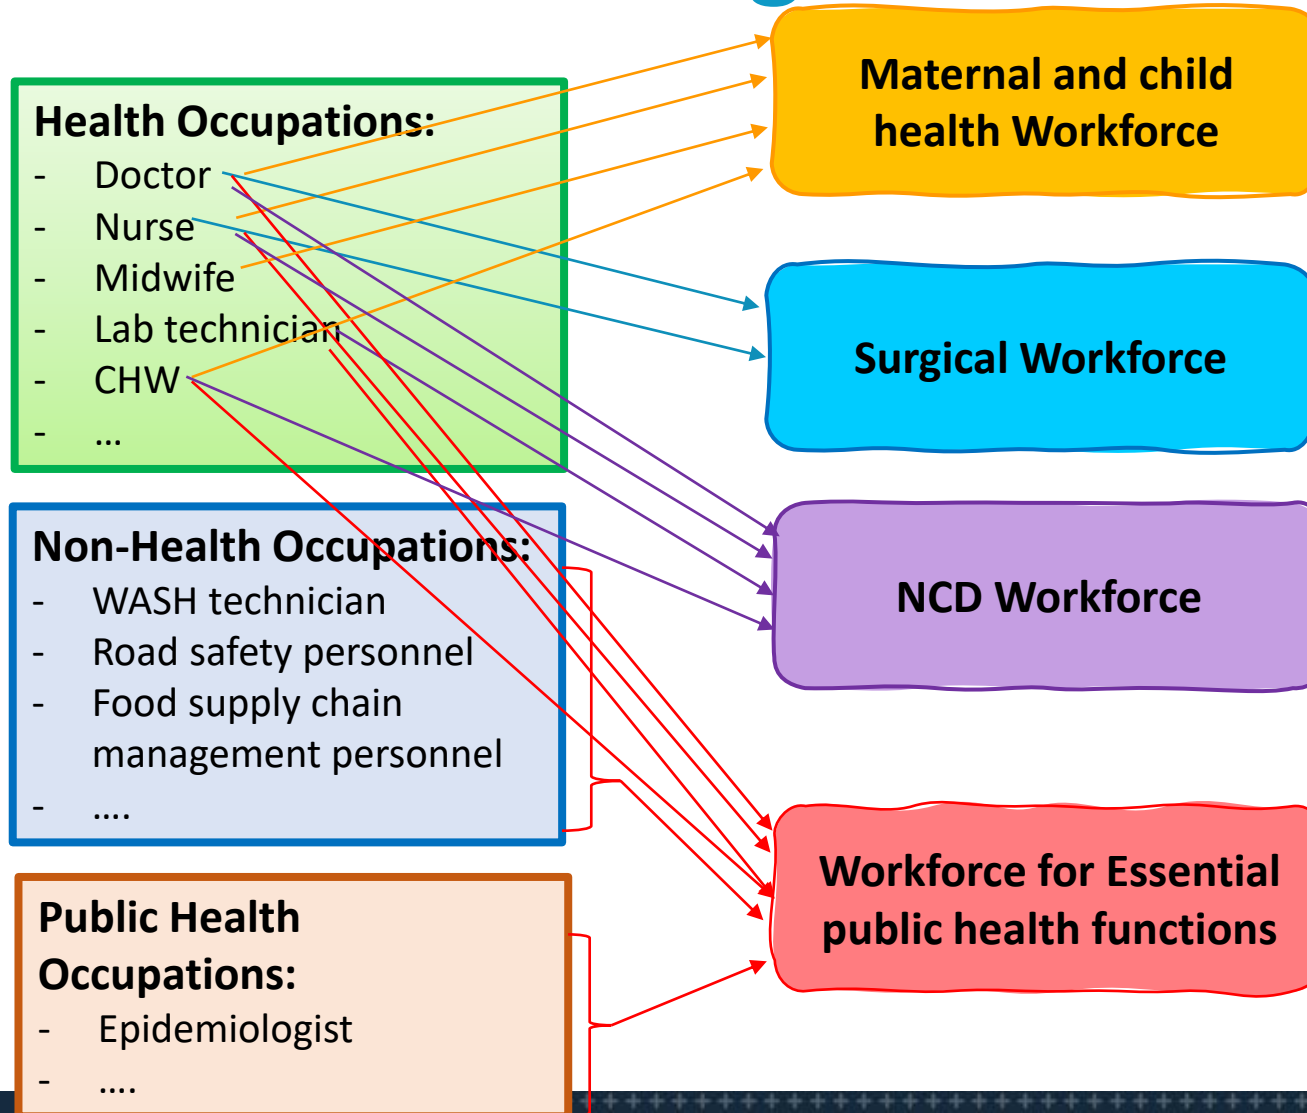 Health Occupations:
- Doctor
- Nurse
- Midwife
- Lab technician
- CHW
- ...
Non-Health Occupations:
- WASH technician
- Road safety personnel
- Food supply chain
management personnel
- ....
Public Health
Occupations:
- Epidemiologist
- ....
Maternal and child
health Workforce
Surgical Workforce
NCD Workforce
Workforce for Essential
public health functions